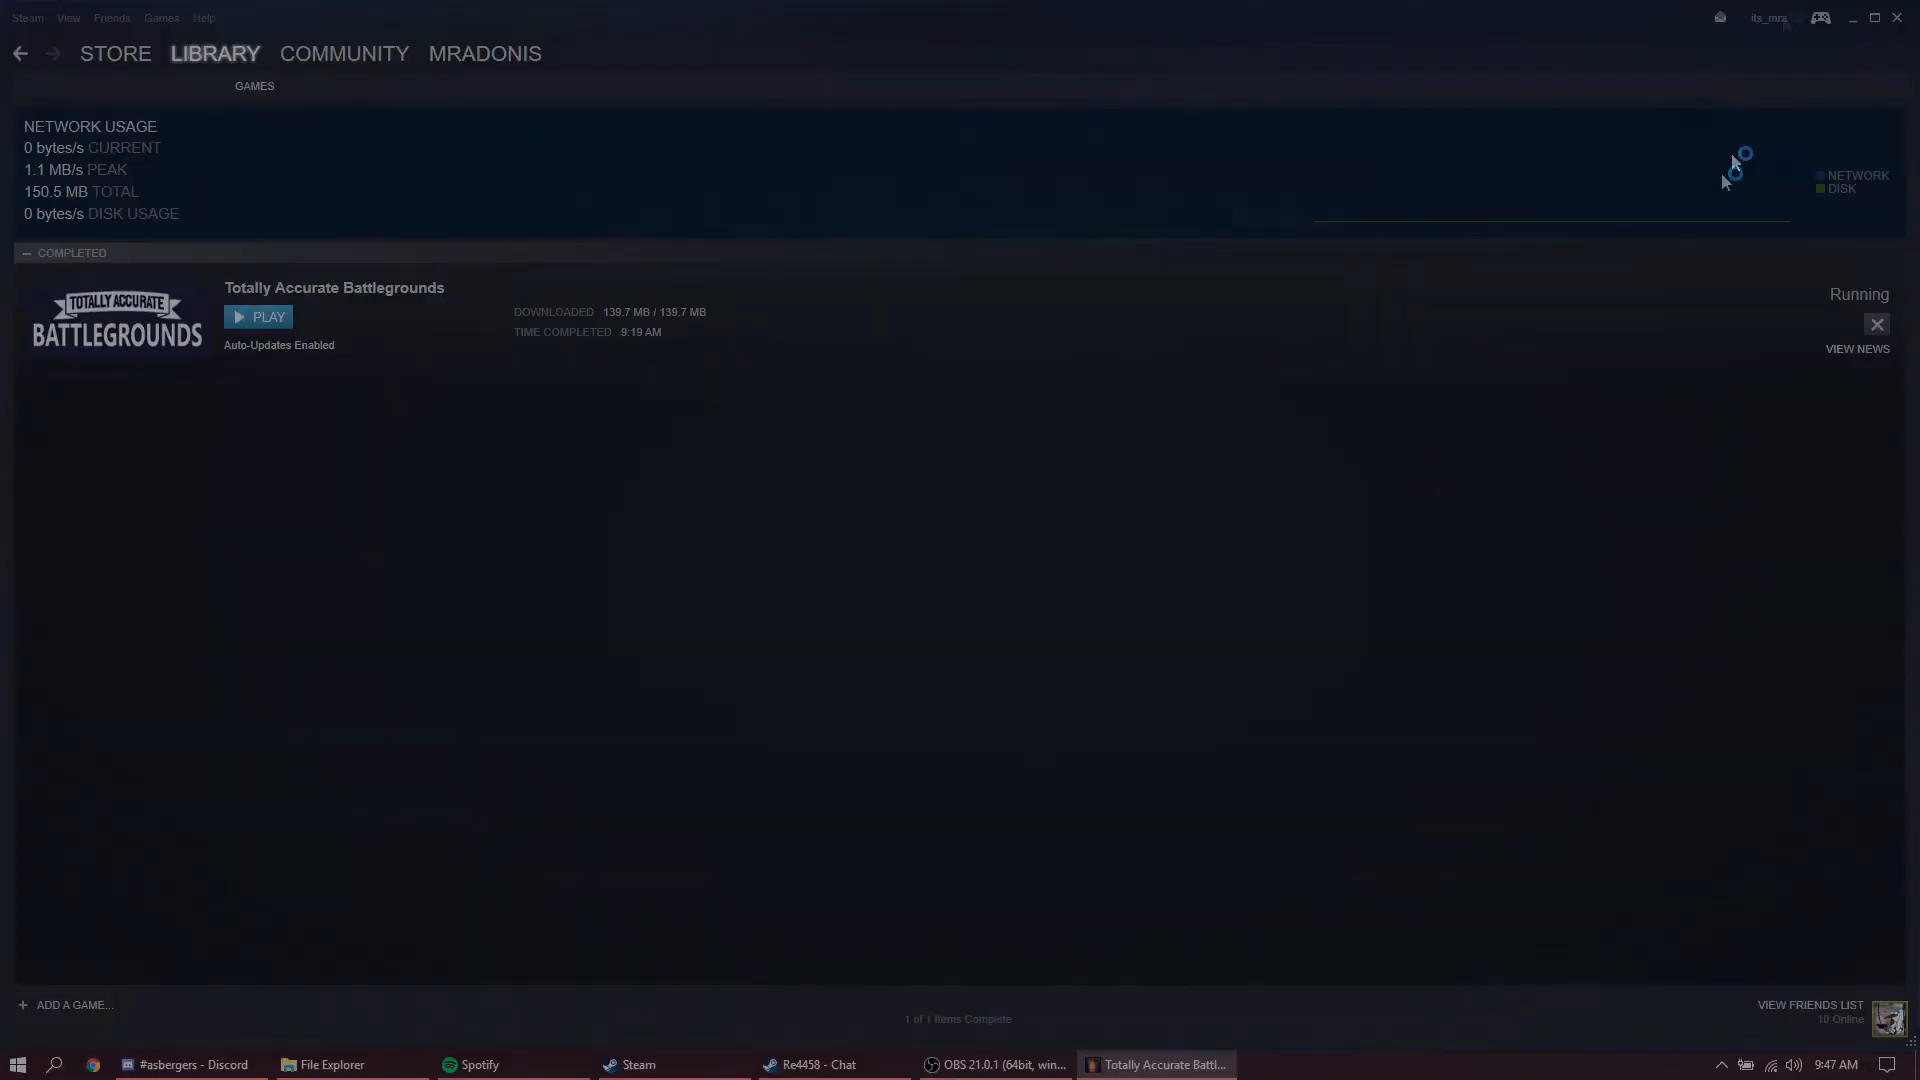 Steam View Friends Games Help
its_mra
STORE LIBRARY COMMUNITY MRADONIS
GAMES
NETWORK USAGE
0 bytes/s CURRENT
1.1 MB/s PEAK
150.5 MB TOTAL
0 bytes/s DISK USAGE
NETWORK
DISK
COMPLETED
TOTALLY ACCURATE
BATTLEGROUNDS
Totally Accurate Battlegrounds
PLAY
Auto-Updates Enabled
DOWNLOADED 139.7 MB / 139.7 MB
TIME COMPLETED 9:19 AM
Running
VIEW NEWS
+ ADD A GAME...
1 of 1 Items Complete
VIEW FRIENDS LIST
10 Online
#asbergers - Discord
File Explorer
Spotify
Steam
Re4458 - Chat
OBS 21.0.1 (64bit, win...
Totally Accurate Battl...
9:47 AM